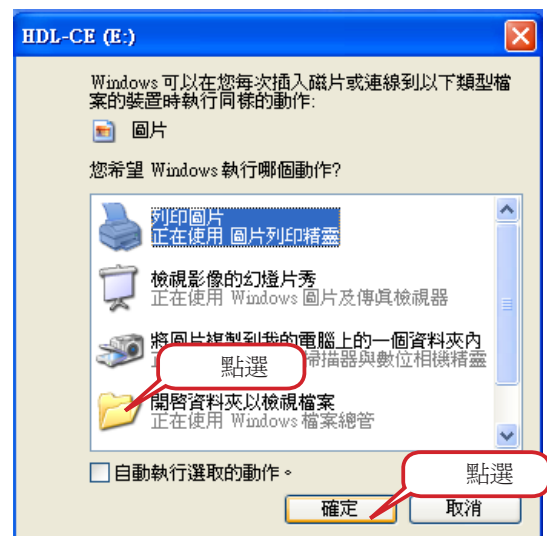 HDL-CE (E:)
Windows 可以在您每次插入磁片或連線到以下類型檔
案的裝置時執行同樣的動作:
圖片
您希望 Windows 執行哪個動作?
列印圖片
正在使用 圖片列印精靈
檢視影像的幻燈片秀
正在使用 Windows 圖片及傳真檢視器
將圖片複製到我的電腦上的一個資料夾內
點選
掃描器與數位相機精靈
開啓資料夾以檢視檔案
正在使用 Windows 檔案總管
自動執行選取的動作。
點選
確定
取消